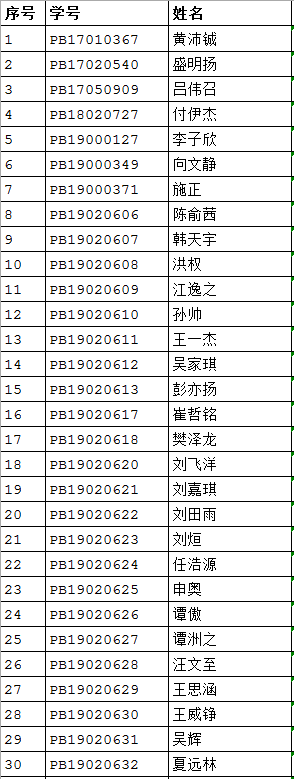 序号 学号 姓名
1 PB17010367 黄沛铖
2 PB17020540 盛明扬
3 PB17050909 吕伟召
4 PB18020727 付伊杰
5 PB19000127 李子欣
6 PB19000349 向文静
7 PB19000371 施正
8 PB19020606 陈俞茜
9 PB19020607 韩天宇
10 PB19020608 洪权
11 PB19020609 江逸之
12 PB19020610 孙帅
13 PB19020611 王一杰
14 PB19020612 吴家琪
15 PB19020613 彭亦扬
16 PB19020617 崔哲铭
17 PB19020618 樊泽龙
18 PB19020620 刘飞洋
19 PB19020621 刘嘉琪
20 PB19020622 刘田雨
21 PB19020623 刘烜
22 PB19020624 任浩源
23 PB19020625 申奥
24 PB19020626 谭傲
25 PB19020627 谭洲之
26 PB19020628 汪文至
27 PB19020629 王思涵
28 PB19020630 王威铮
29 PB19020631 吴辉
30 PB19020632 夏远林